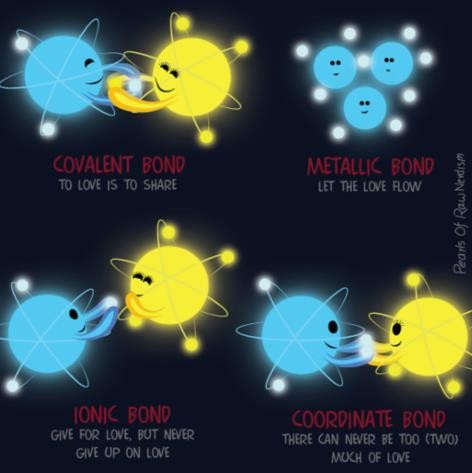 COVALENT BOND
TO LOVE IS TO SHARE
METALLIC BOND
LET THE LOVE FLOW
Pearls Of Raw Nerdism
IONIC BOND
GIVE FOR LOVE, BUT NEVER
GIVE UP ON LOVE
COORDINATE BOND
THERE CAN NEVER BE TOO (TWO)
MUCH OF LOVE